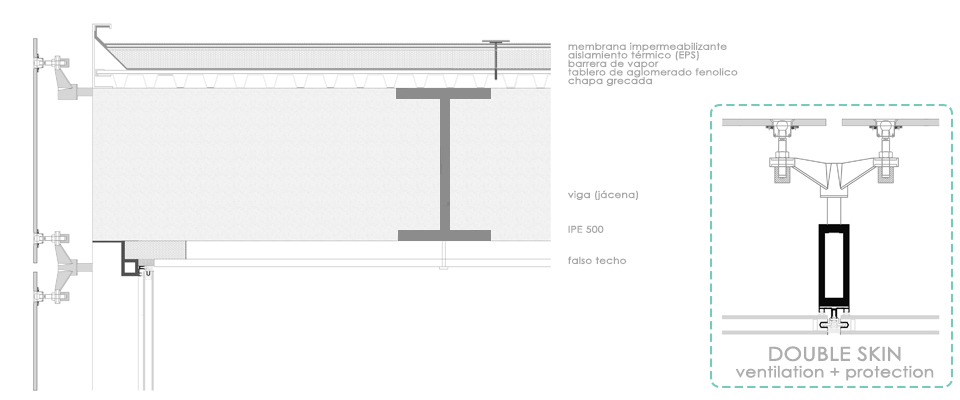 membrana impermeabilizante
aislamiento térmico (EPS)
barrera de vapor
tablero de aglomerado fenolico
chapa grecada
viga (jácena)
IPE 500
falso techo
DOUBLE SKIN
ventilation + protection